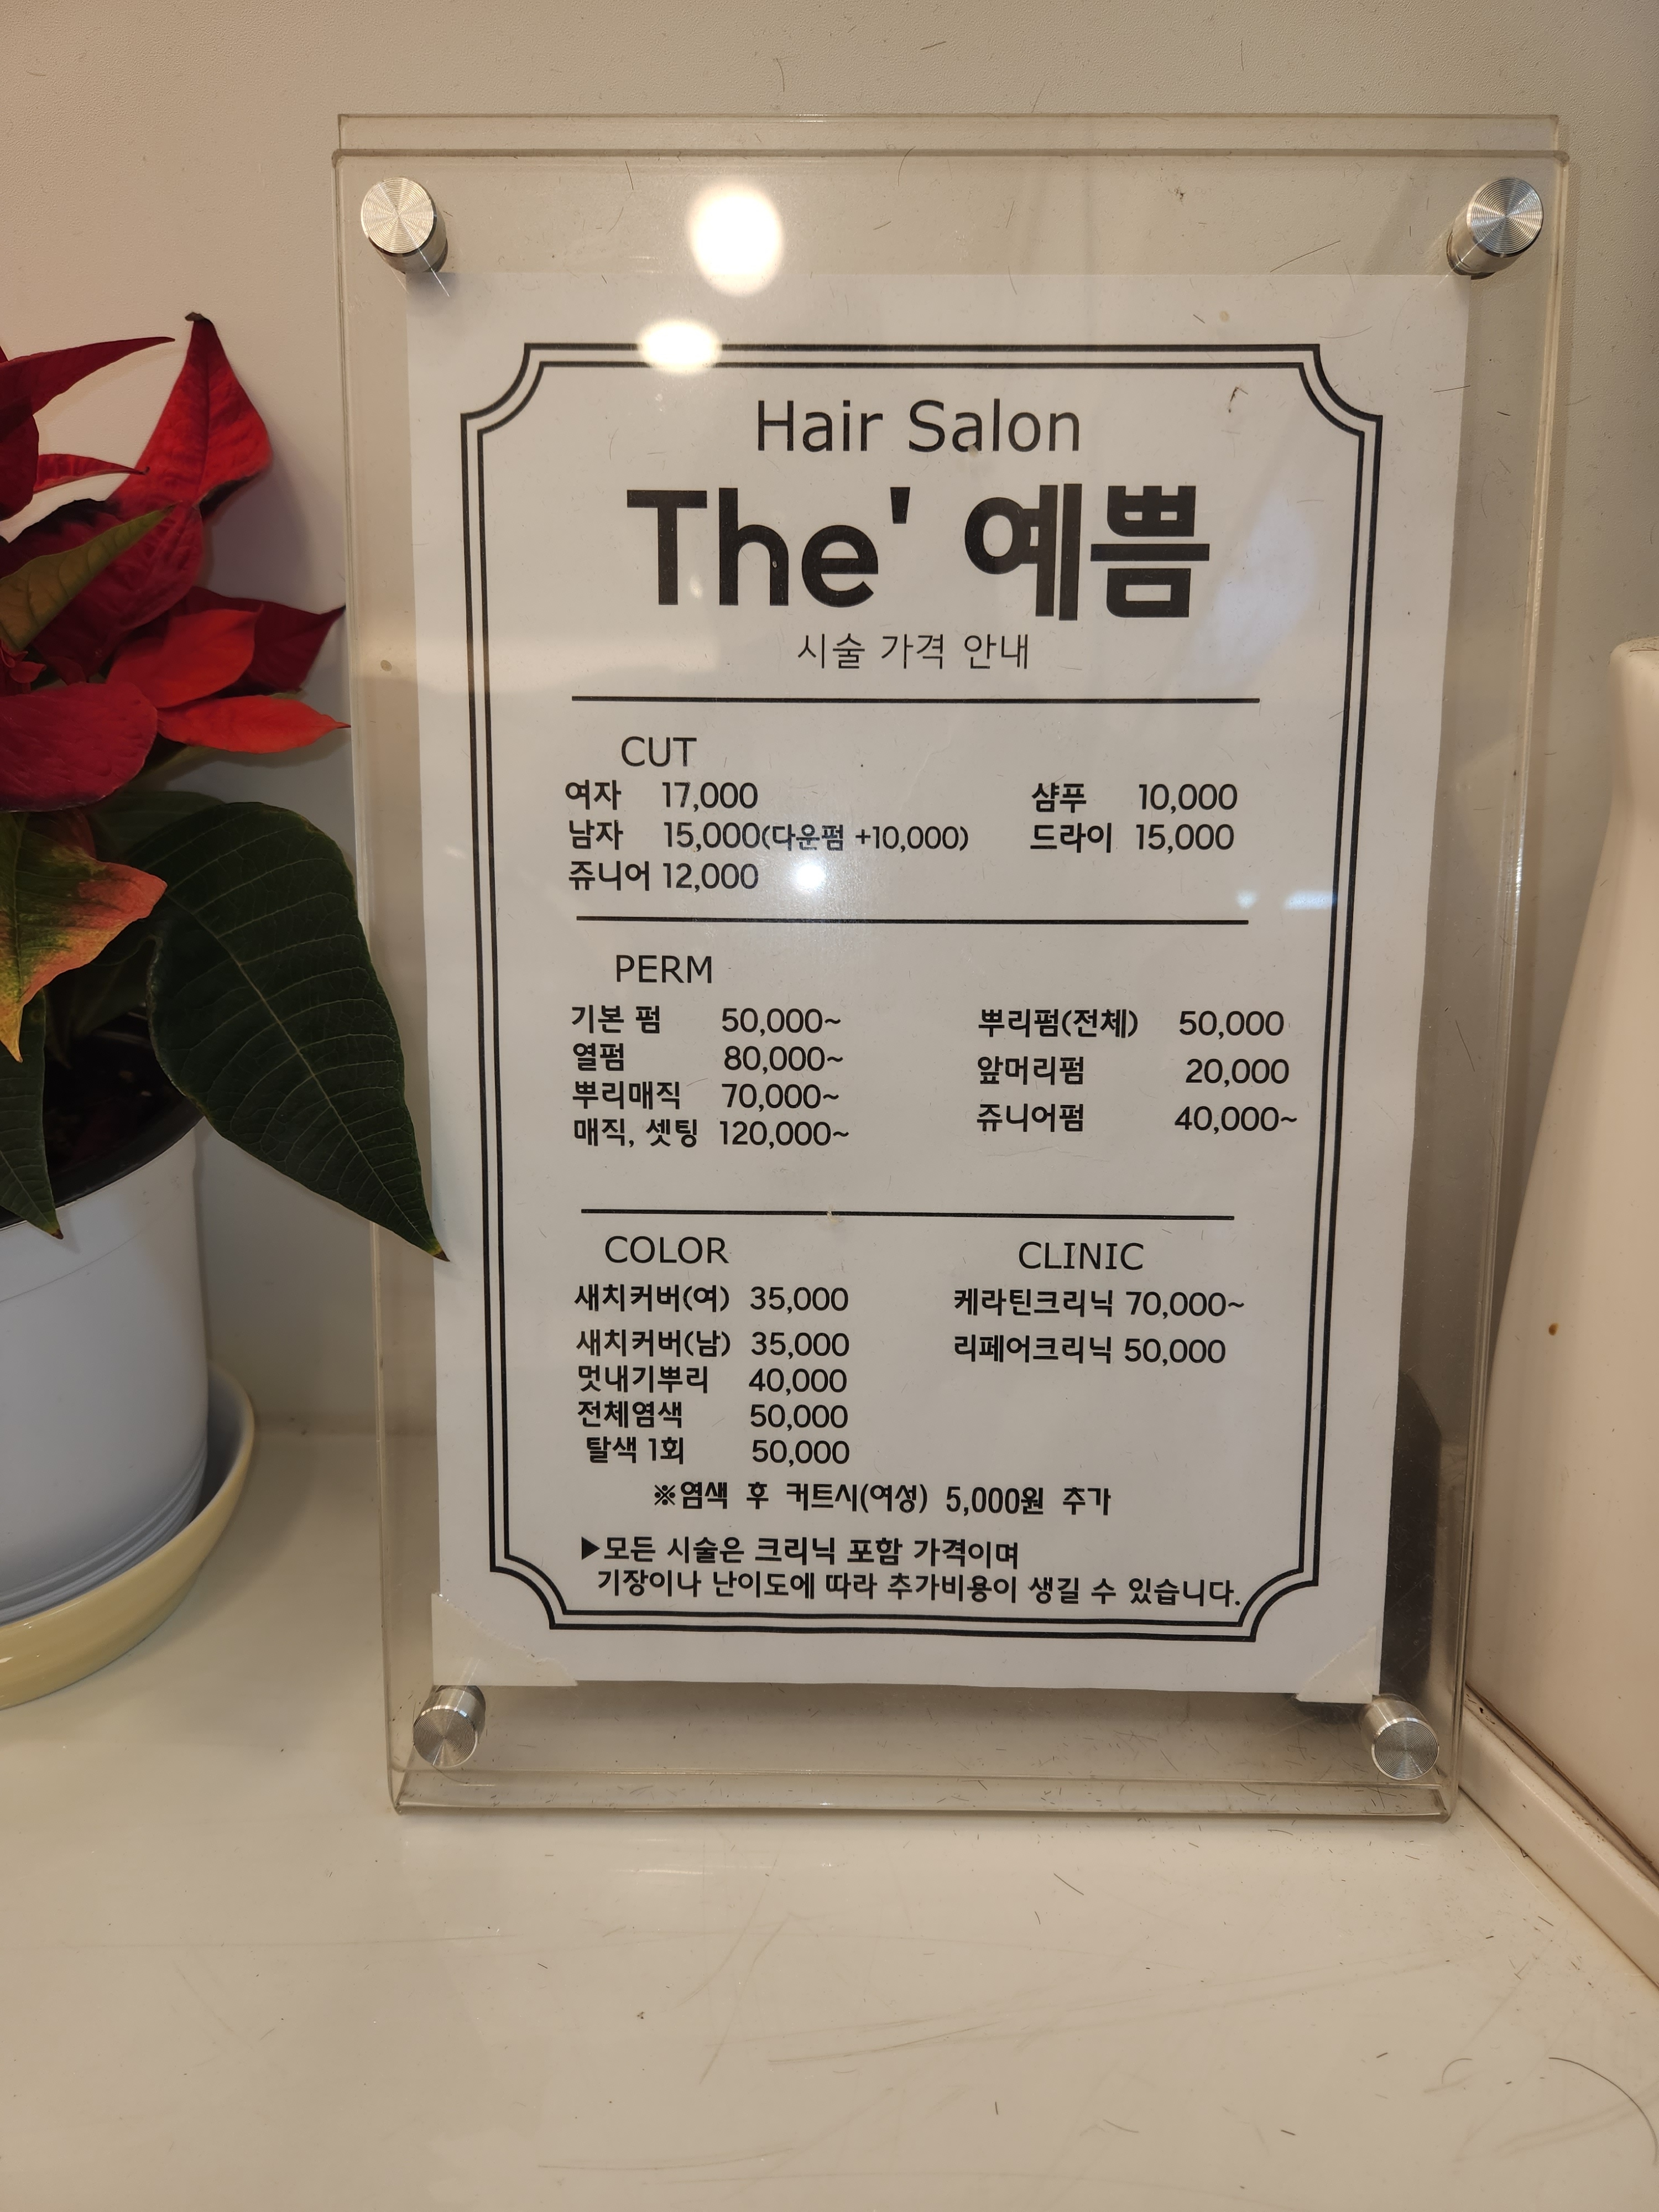 Hair Salon
The' 예쁨
시술 가격 안내
CUT
여자 17,000
남자 15,000(다운펌 +10,000)
쥬니어 12,000
샴푸 10,000
드라이 15,000
PERM
기본 펌 50,000~
열펌 80,000~
뿌리매직 70,000~
매직, 셋팅 120,000~
뿌리펌(전체) 50,000
앞머리펌 20,000
쥬니어펌 40,000~
COLOR
새치커버(여) 35,000
새치커버(남) 35,000
멋내기뿌리 40,000
전체염색 50,000
탈색 1회 50,000
CLINIC
케라틴크리닉 70,000~
리페어크리닉 50,000
※염색 후 커트시(여성) 5,000원 추가
▶모든 시술은 크리닉 포함 가격이며
기장이나 난이도에 따라 추가비용이 생길 수 있습니다.